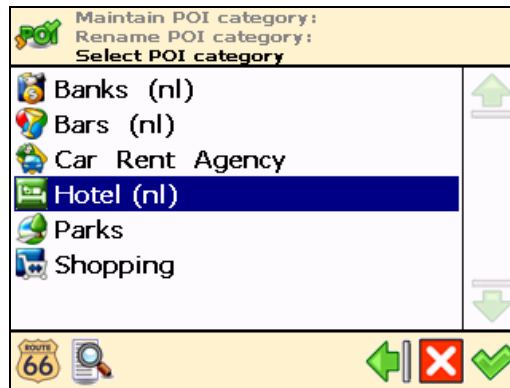 POI
Maintain POI category:
Rename POI category:
Select POI category
Banks (nl)
Bars (nl)
Car Rent Agency
Hotel (nl)
Parks
Shopping
ROUTE
66